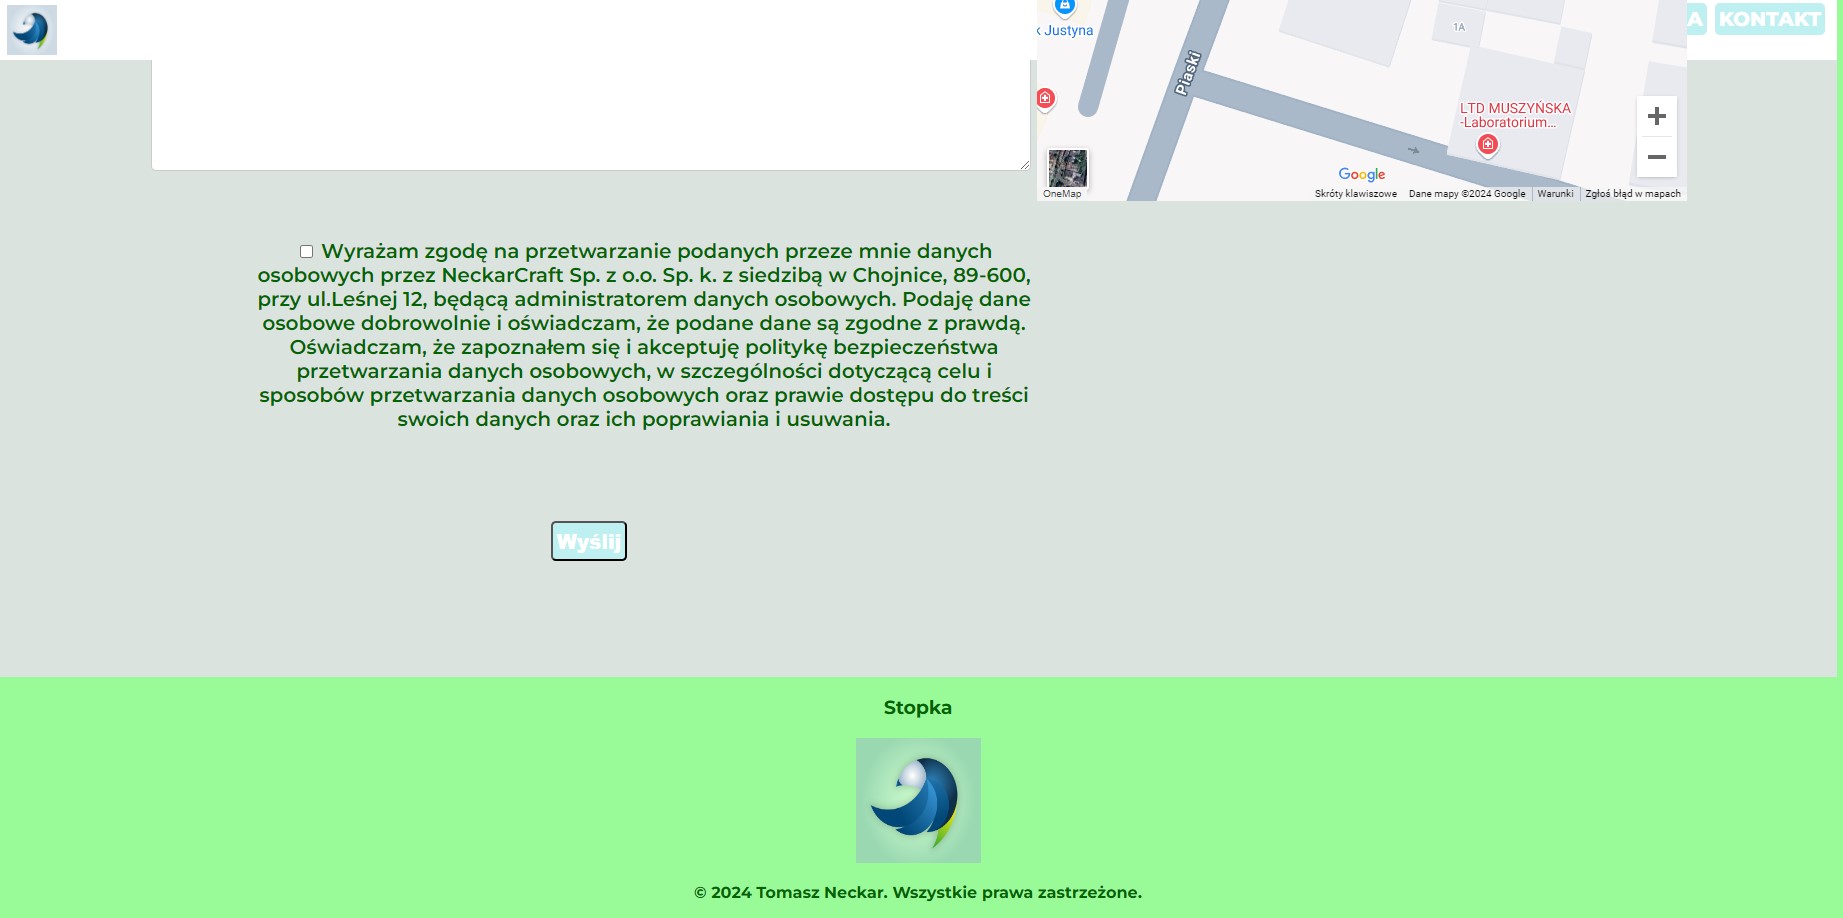 A KONTAKT
k Justyna
1A
Piaski
LTD MUSZYŃSKA
-Laboratorium...
Google
OneMap
Skróty klawiszowe Dane mapy ©2024 Google Warunki Zgłoś błąd w mapach
Wyrażam zgodę na przetwarzanie podanych przeze mnie danych
osobowych przez NeckarCraft Sp. z o.o. Sp. k. z siedzibą w Chojnice, 89-600,
przy ul.Leśnej 12, będącą administratorem danych osobowych. Podaję dane
osobowe dobrowolnie i oświadczam, że podane dane są zgodne z prawdą.
Oświadczam, że zapoznałem się i akceptuję politykę bezpieczeństwa
przetwarzania danych osobowych, w szczególności dotyczącą celu i
sposobów przetwarzania danych osobowych oraz prawie dostępu do treści
swoich danych oraz ich poprawiania i usuwania.
Wyślij
Stopka
© 2024 Tomasz Neckar. Wszystkie prawa zastrzeżone.